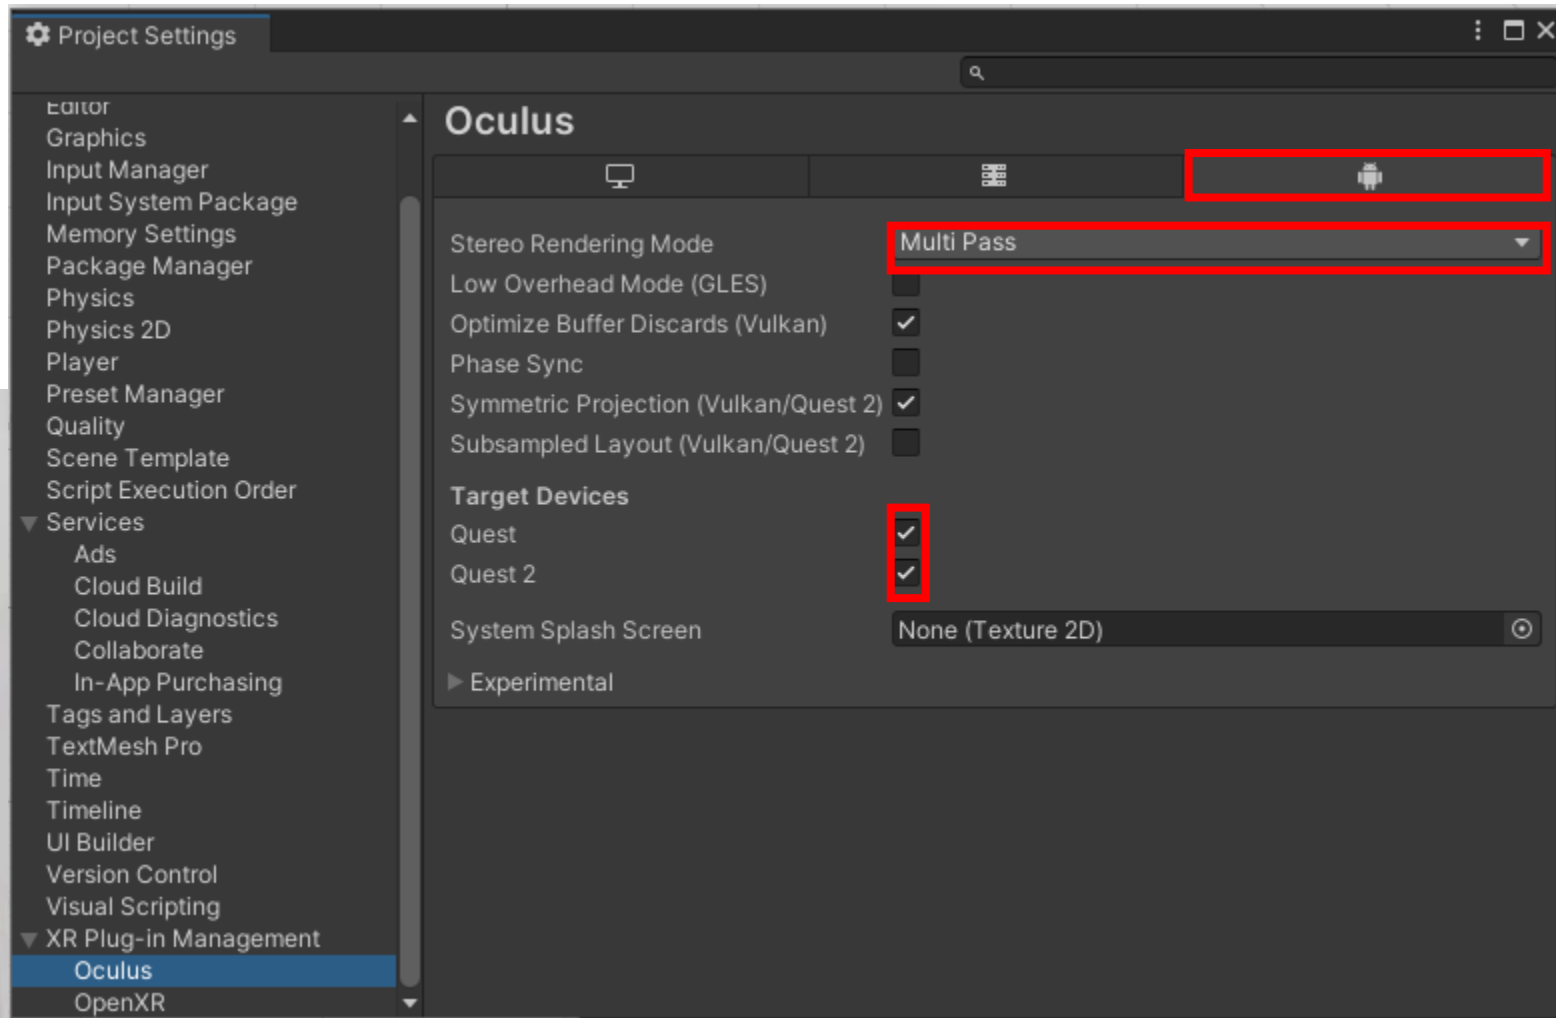 Project Settings
Editor
Graphics
Input Manager
Input System Package
Memory Settings
Package Manager
Physics
Physics 2D
Player
Preset Manager
Quality
Scene Template
Script Execution Order
Services
Ads
Cloud Build
Cloud Diagnostics
Collaborate
In-App Purchasing
Tags and Layers
TextMesh Pro
Time
Timeline
UI Builder
Version Control
Visual Scripting
XR Plug-in Management
Oculus
OpenXR
Oculus
Stereo Rendering Mode Multi Pass
Low Overhead Mode (GLES)
Optimize Buffer Discards (Vulkan)
Phase Sync
Symmetric Projection (Vulkan/Quest 2)
Subsampled Layout (Vulkan/Quest 2)
Target Devices
Quest
Quest 2
System Splash Screen None (Texture 2D)
Experimental